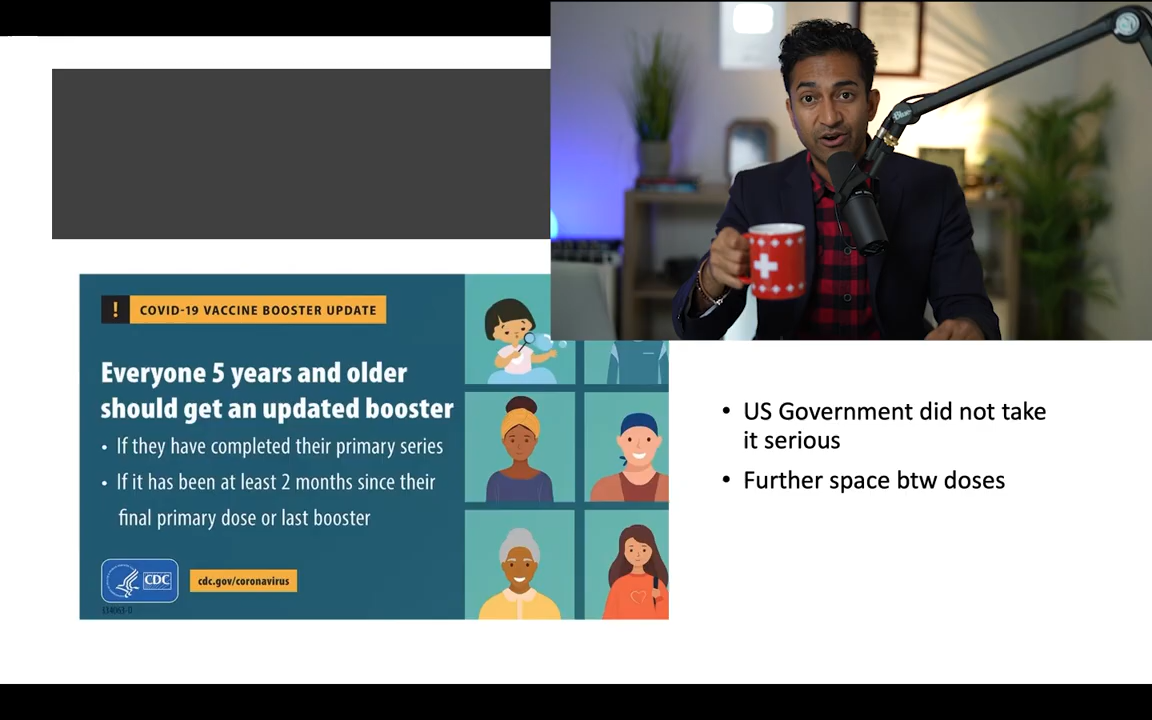 ! COVID-19 VACCINE BOOSTER UPDATE
Everyone 5 years and older
should get an updated booster
• If they have completed their primary series
• If it has been at least 2 months since their
final primary dose or last booster
CDC
cdc.gov/coronavirus
• US Government did not take
it serious
• Further space btw doses